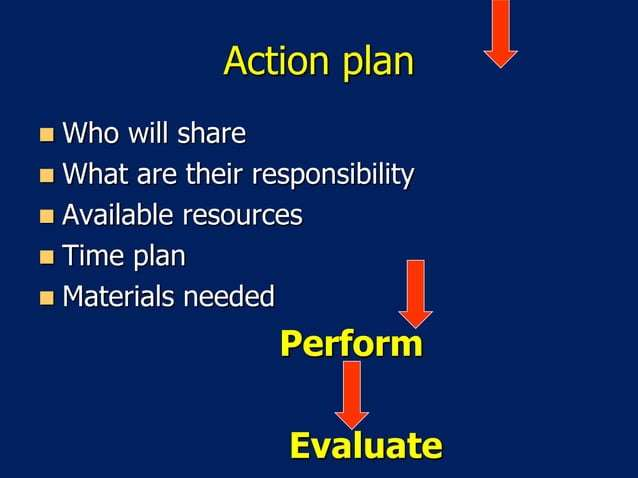 Action plan
Who will share
What are their responsibility
Available resources
Time plan
Materials needed
Perform
Evaluate